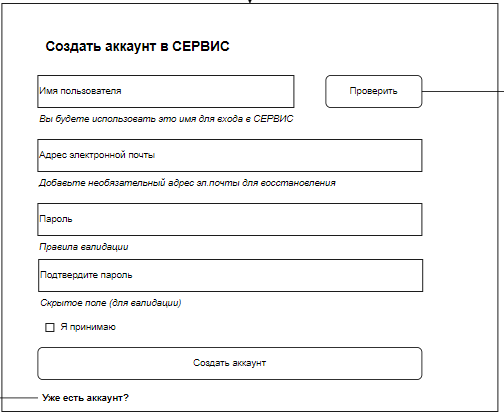 Создать аккаунт в СЕРВИС
Имя пользователя
Проверить
Вы будете использовать это имя для входа в СЕРВИС
Адрес электронной почты
Добавьте необязательный адрес эл.почты для восстановления
Пароль
Правила валидации
Подтвердите пароль
Скрытое поле (для валидации)
Я принимаю
Создать аккаунт
Уже есть аккаунт?